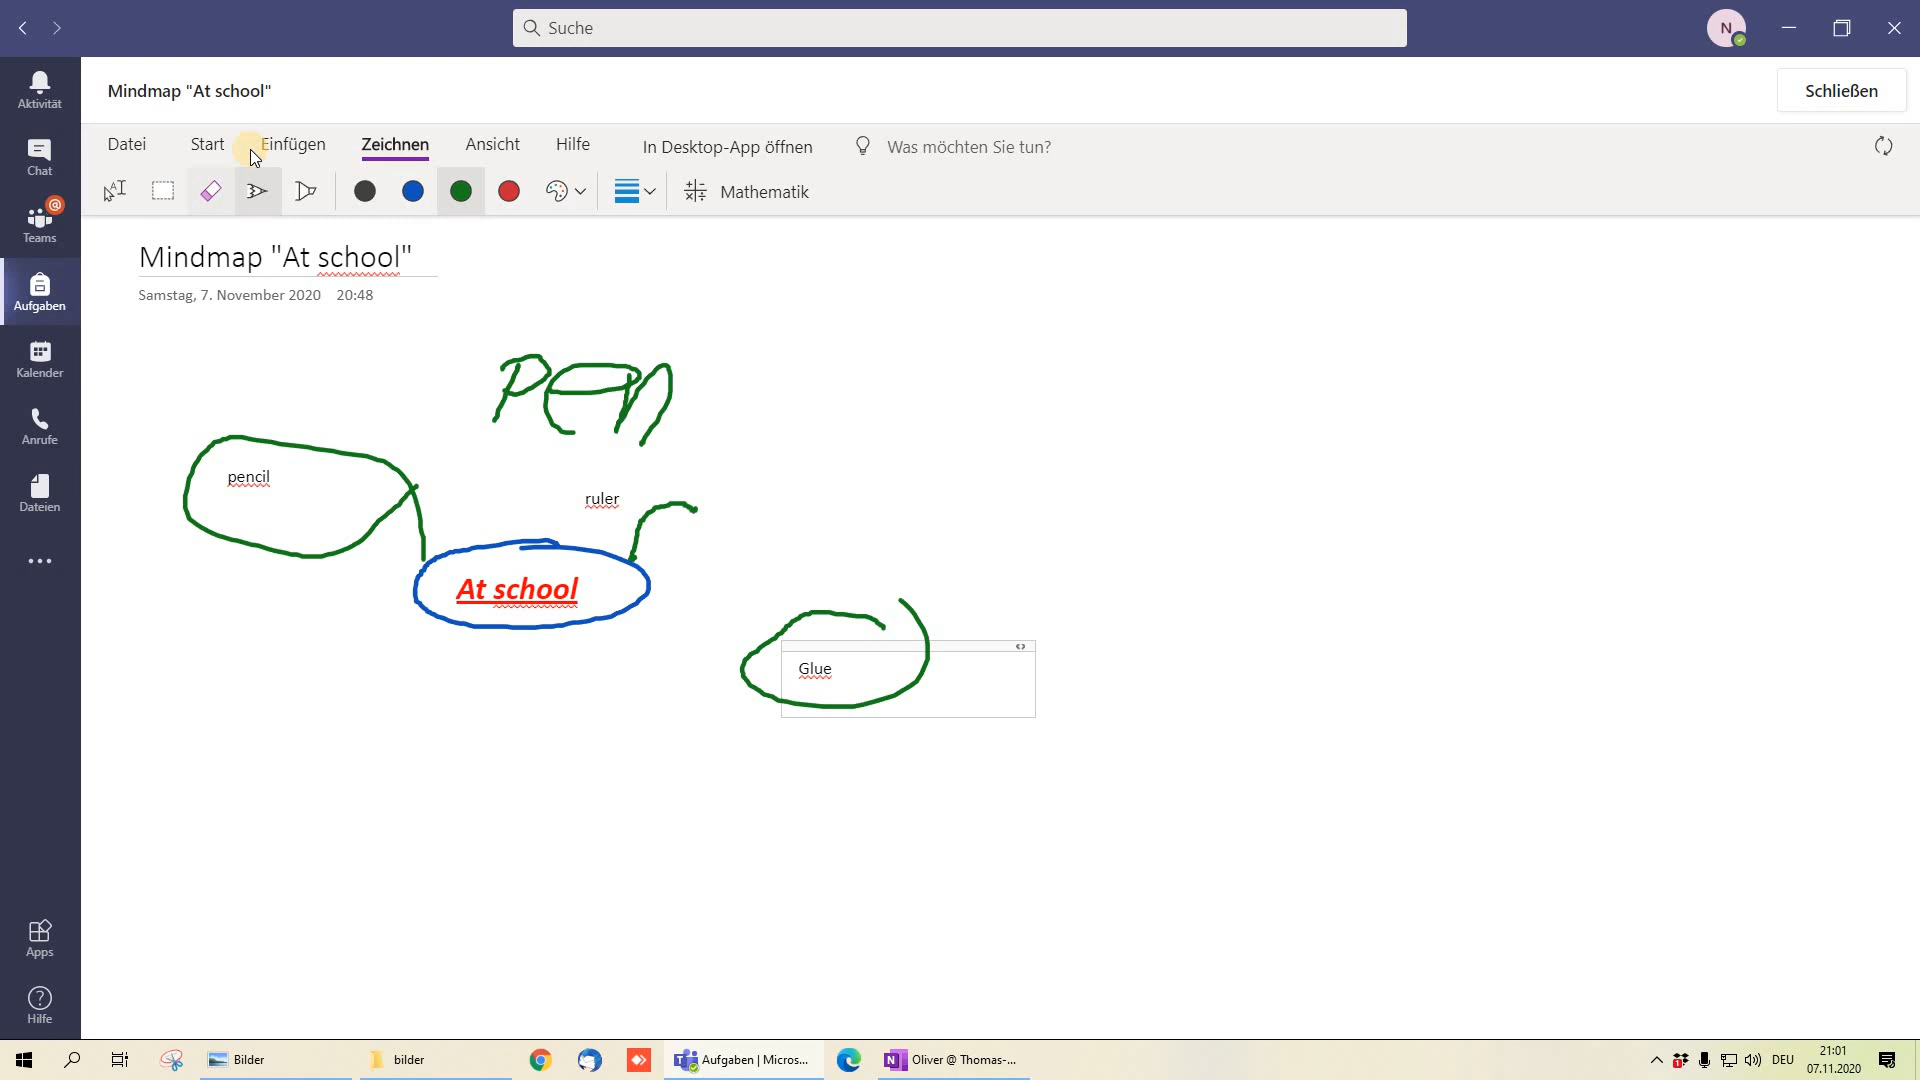 Suche
N
Mindmap "At school"
Schließen
Datei Start Einfügen Zeichnen Ansicht Hilfe In Desktop-App öffnen Was möchten Sie tun?
Mathematik
Aktivität
Chat
Teams
Aufgaben
Kalender
Anrufe
Dateien
Apps
Hilfe
Mindmap "At school"
Samstag, 7. November 2020 20:48
Pen
pencil
ruler
At school
Glue
Bilder
bilder
Aufgaben | Micros...
Oliver @ Thomas-...
DEU
21:01
07.11.2020